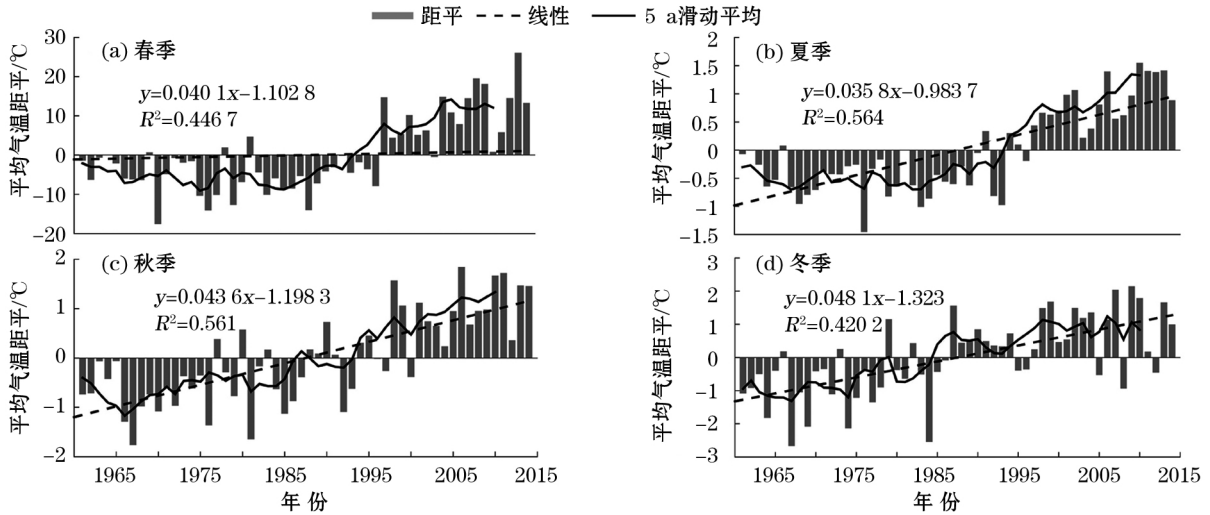 距平 线性 5 a滑动平均
(a) 春季
y=0.040 1x−1.102 8
R²=0.446 7
平均气温距平/℃
30
20
10
0
−10
−20
(b) 夏季
y=0.035 8x−0.983 7
R²=0.564
平均气温距平/℃
2
1.5
1
0.5
0
−0.5
−1
−1.5
(c) 秋季
y=0.043 6x−1.198 3
R²=0.561
平均气温距平/℃
2
1
0
−1
−2
1965 1975 1985 1995 2005 2015
年 份
(d) 冬季
y=0.048 1x−1.323
R²=0.420 2
平均气温距平/℃
3
2
1
0
−1
−2
−3
1965 1975 1985 1995 2005 2015
年 份